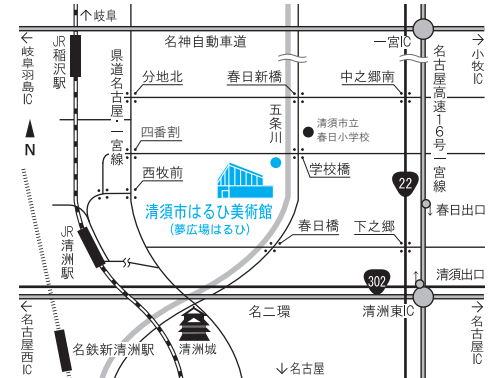 ↑岐阜
名神自動車道
一宮IC
←岐阜羽島IC
JR稲沢駅
県道名古屋・一宮線
分地北
春日新橋
中之郷南
名古屋高速16号一宮線
→小牧IC
五条川
清須市立
春日小学校
四番割
学校橋
N
西牧前
22
清須市はるひ美術館
(夢広場はるひ)
春日橋
下之郷
↓春日出口
JR清洲駅
302
↑清須出口
名二環
清洲東IC
←名古屋西IC
名鉄新清洲駅
清洲城
↓名古屋
→名古屋IC